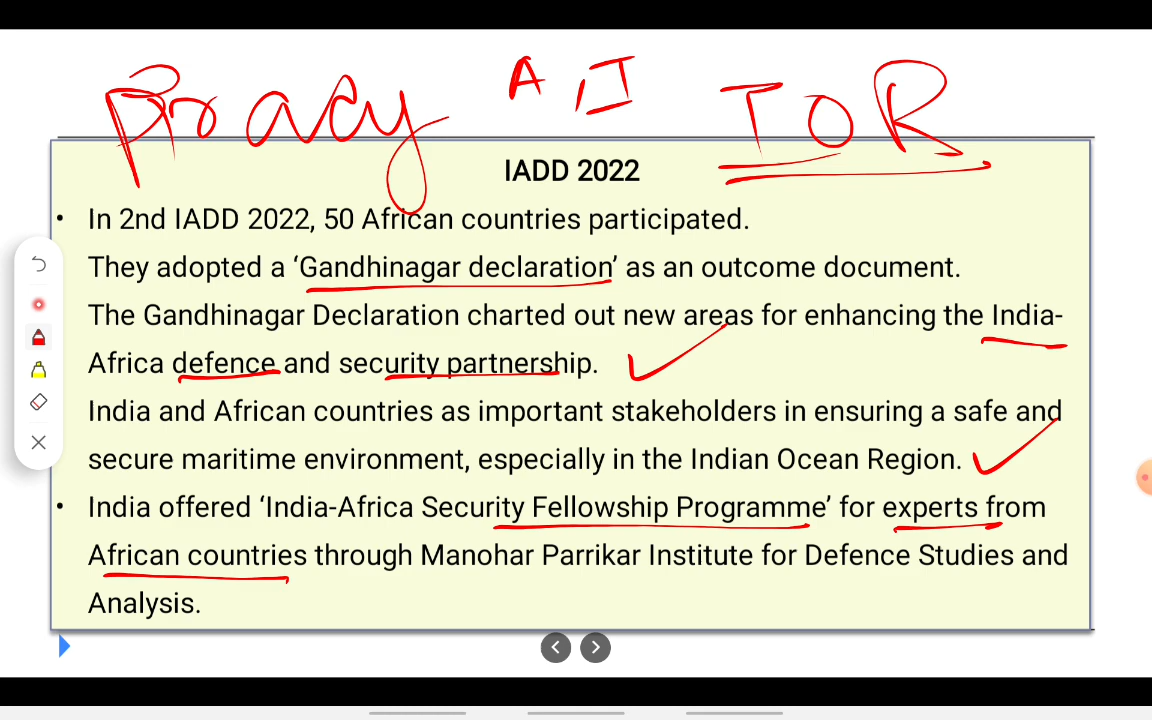 A II TOR
IADD 2022
• In 2nd IADD 2022, 50 African countries participated.
They adopted a ‘Gandhinagar declaration’ as an outcome document.
The Gandhinagar Declaration charted out new areas for enhancing the India-
Africa defence and security partnership.
India and African countries as important stakeholders in ensuring a safe and
secure maritime environment, especially in the Indian Ocean Region.
• India offered ‘India-Africa Security Fellowship Programme’ for experts from
African countries through Manohar Parrikar Institute for Defence Studies and
Analysis.